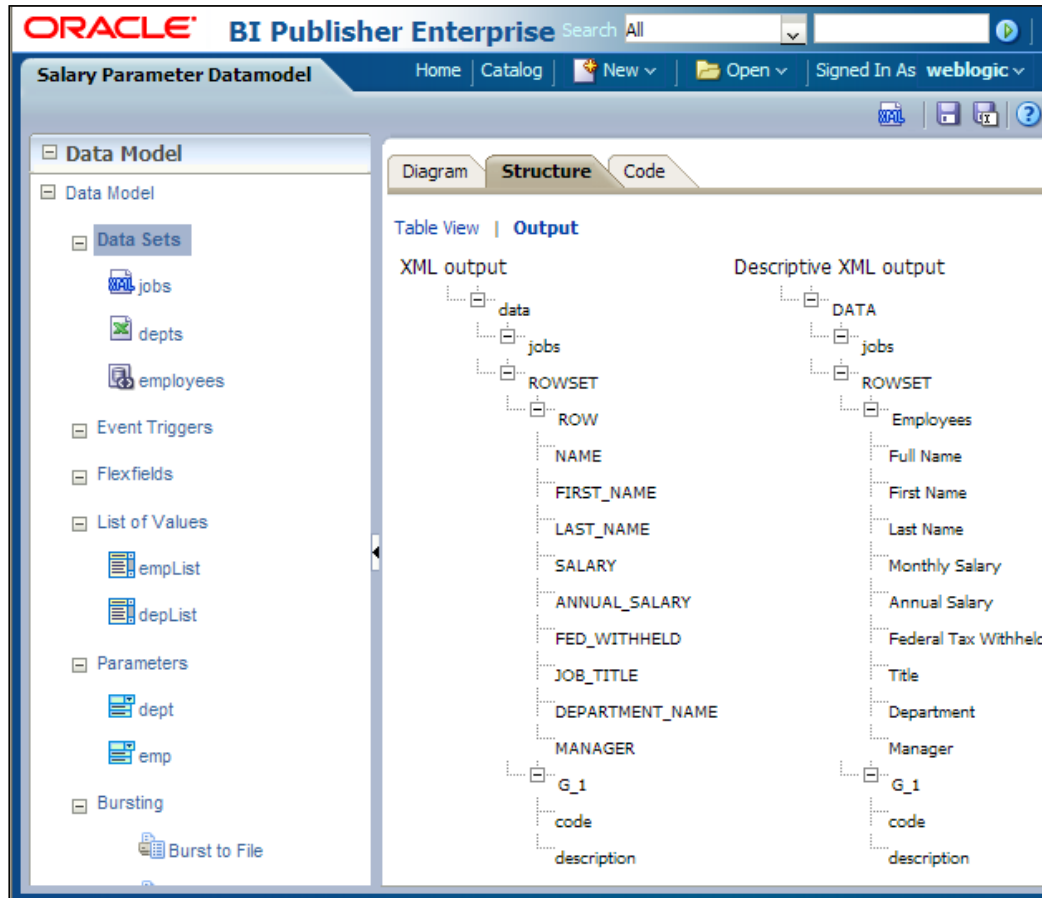 ORACLE BI Publisher Enterprise Search All
Salary Parameter Datamodel Home Catalog New Open Signed In As weblogic
Data Model
Data Model
Data Sets
jobs
depts
employees
Event Triggers
Flexfields
List of Values
empList
depList
Parameters
dept
emp
Bursting
Burst to File
Diagram Structure Code
Table View | Output
XML output
data
jobs
ROWSET
ROW
NAME
FIRST_NAME
LAST_NAME
SALARY
ANNUAL_SALARY
FED_WITHHELD
JOB_TITLE
DEPARTMENT_NAME
MANAGER
G_1
code
description
Descriptive XML output
DATA
jobs
ROWSET
Employees
Full Name
First Name
Last Name
Monthly Salary
Annual Salary
Federal Tax Withheld
Title
Department
Manager
G_1
code
description